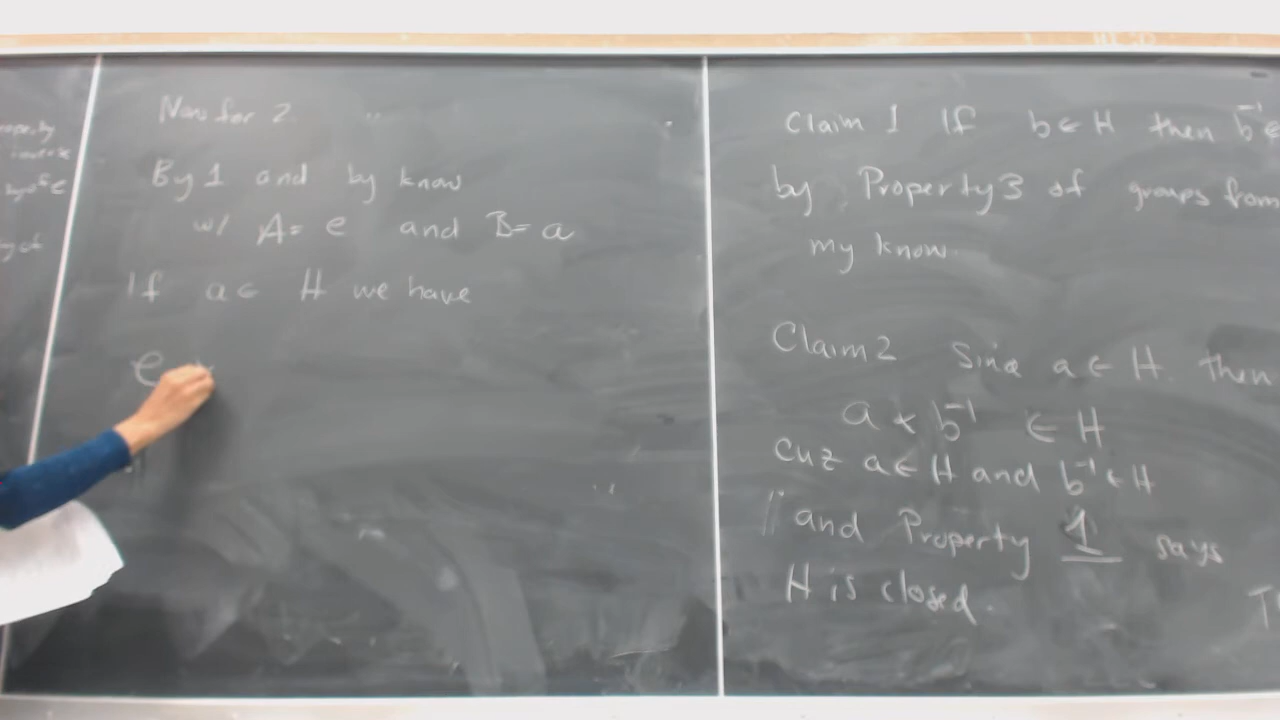 Now for 2
By 1 and by know
w/ A = e and B = a
If a ∈ H we have
e *
Claim 1 If b ∈ H then b⁻¹ ∈
by Property 3 of groups from
my know.
Claim 2 Since a ∈ H. then
a * b⁻¹ ∈ H
cuz a ∈ H and b⁻¹ ∈ H
" and Property 1 says
H is closed.